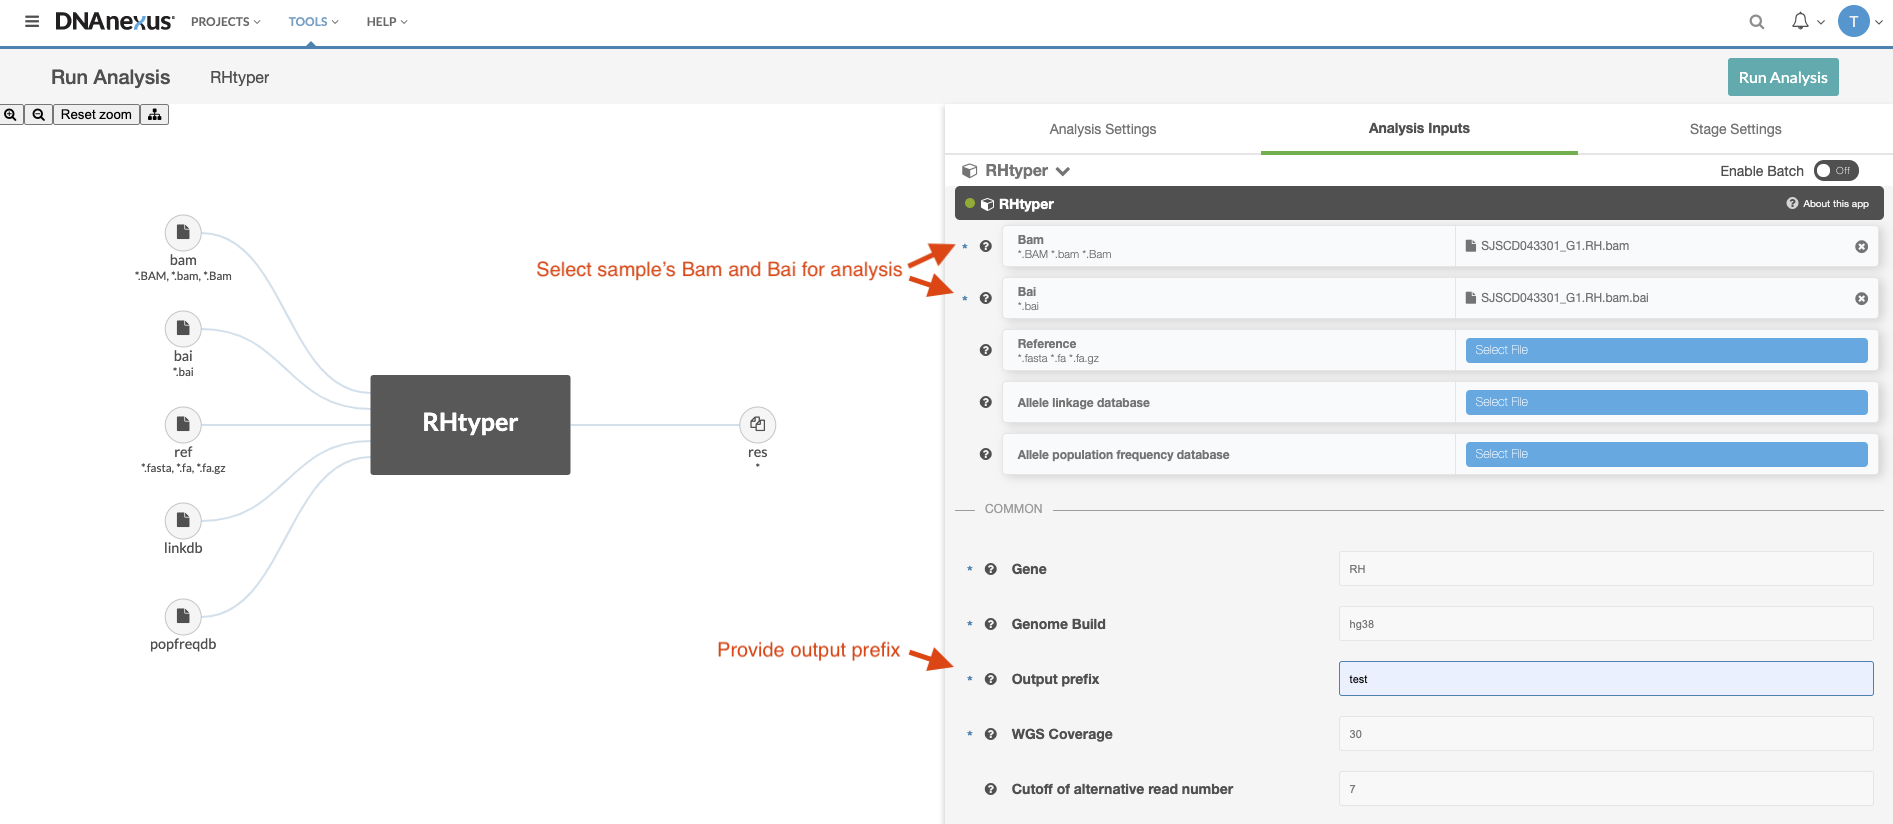 DNAnexus PROJECTS TOOLS HELP T
Run Analysis RHtyper Run Analysis
Reset zoom
Analysis Settings Analysis Inputs Stage Settings
RHtyper Enable Batch Off
RHtyper About this app
bam
*.BAM, *.bam, *.Bam
bai
*.bai
ref
*.fasta, *.fa, *.fa.gz
linkdb
popfreqdb
RHtyper
res
*
Select sample's Bam and Bai for analysis
* Bam
*.BAM *.bam *.Bam
SJSCD043301_G1.RH.bam
* Bai
*.bai
SJSCD043301_G1.RH.bam.bai
Reference
*.fasta *.fa *.fa.gz
Select File
Allele linkage database Select File
Allele population frequency database Select File
COMMON
* Gene RH
* Genome Build hg38
Provide output prefix
* Output prefix test
* WGS Coverage 30
Cutoff of alternative read number 7